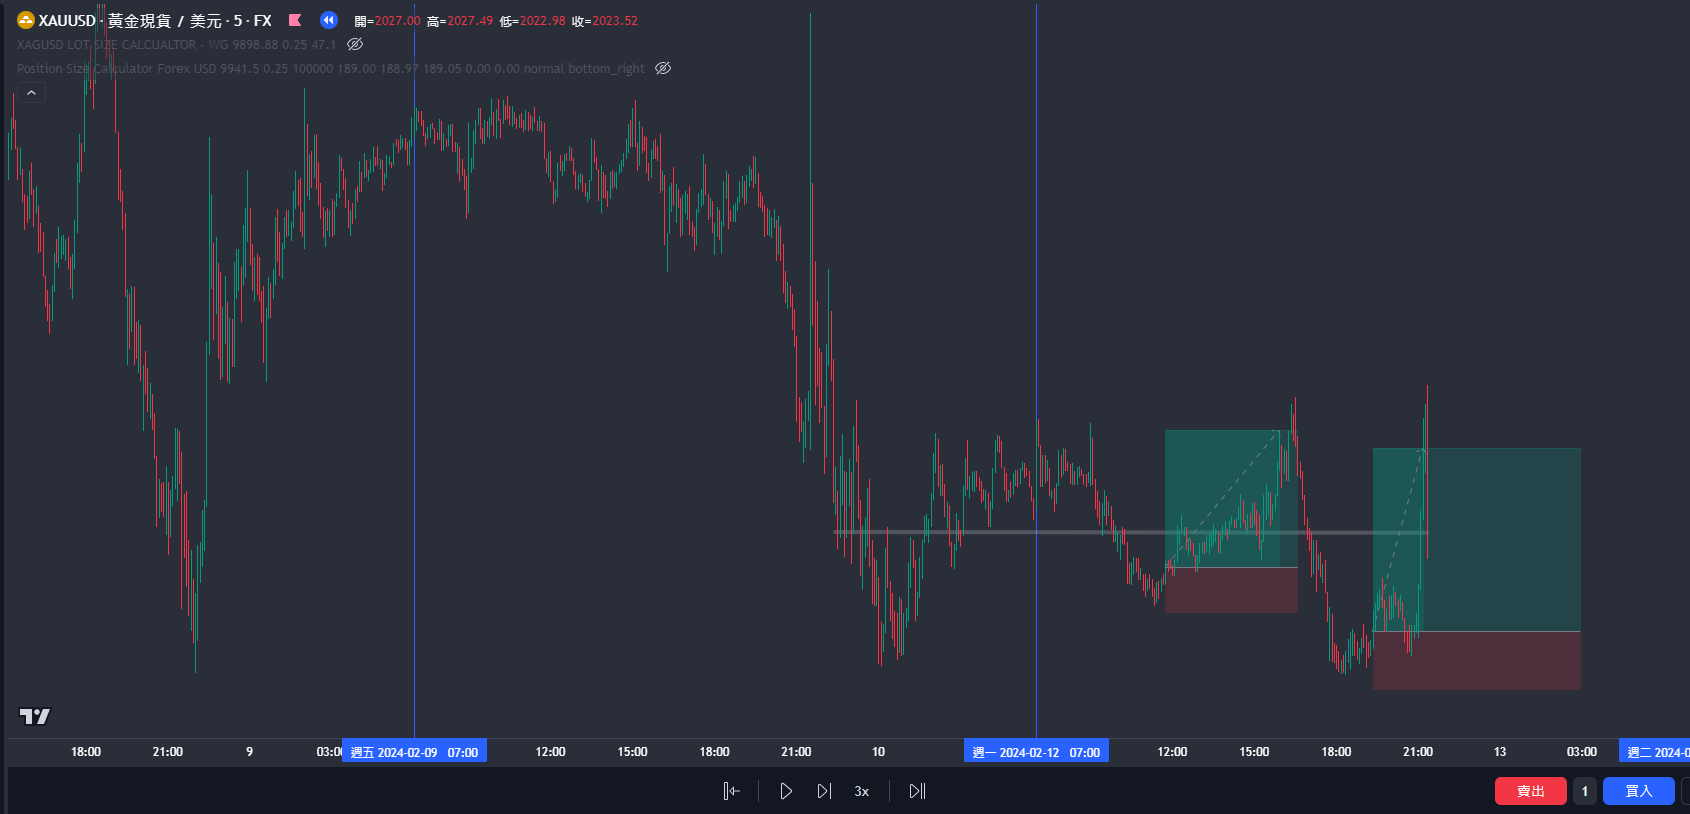 XAUUSD · 黃金現貨 / 美元 · 5 · FX 開=2027.00 高=2027.49 低=2022.98 收=2023.52
XAGUSD LOT SIZE CALCUALTOR - WG 9898.88 0.25 47.1
Position Size Calculator Forex USD 9941.5 0.25 100000 189.00 188.97 189.05 0.00 0.00 normal bottom_right
18:00 21:00 9 03:00 週五 2024-02-09 07:00 12:00 15:00 18:00 21:00 10 週一 2024-02-12 07:00 12:00 15:00 18:00 21:00 13 03:00 週二 2024-0
3x 賣出 1 買入